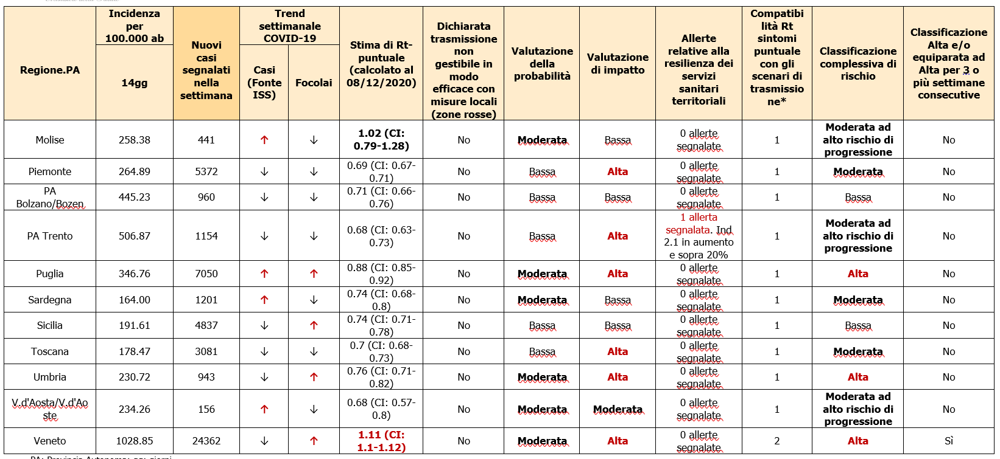 Regione.PA
Incidenza
per
100.000 ab
14gg
Nuovi
casi
segnalati
nella
settimana
Trend
settimanale
COVID-19
Casi
(Fonte
ISS)
Focolai
Stima di Rt-
puntuale
(calcolato al
08/12/2020)
Dichiarata
trasmissione
non
gestibile in
modo
efficace con
misure locali
(zone rosse)
Valutazione
della
probabilità
Valutazione
di impatto
Allerte
relative alla
resilienza dei
servizi
sanitari
territoriali
Compatibi
lità Rt
sintomi
puntuale
con gli
scenari di
trasmissio
ne*
Classificazione
complessiva di
rischio
Classificazione
Alta e/o
equiparata ad
Alta per 3 o
più settimane
consecutive
Molise
258.38
441
↑
↓
1.02 (CI:
0.79-1.28)
No
Moderata
Bassa
0 allerte
segnalate
1
Moderata ad
alto rischio di
progressione
No
Piemonte
264.89
5372
↓
↓
0.69 (CI: 0.67-
0.71)
No
Bassa
Alta
0 allerte
segnalate
1
Moderata
No
PA
Bolzano/Bozen
445.23
960
↓
↓
0.71 (CI: 0.66-
0.76)
No
Bassa
Bassa
0 allerte
segnalate
1
Bassa
No
PA Trento
506.87
1154
↓
↓
0.68 (CI: 0.63-
0.73)
No
Bassa
Alta
1 allerta
segnalata. Ind
2.1 in aumento
e sopra 20%
1
Moderata ad
alto rischio di
progressione
No
Puglia
346.76
7050
↑
↑
0.88 (CI: 0.85-
0.92)
No
Moderata
Alta
0 allerte
segnalate
1
Alta
No
Sardegna
164.00
1201
↑
↓
0.74 (CI: 0.68-
0.8)
No
Moderata
Bassa
0 allerte
segnalate
1
Moderata
No
Sicilia
191.61
4837
↓
↑
0.74 (CI: 0.71-
0.78)
No
Bassa
Bassa
0 allerte
segnalate
1
Bassa
No
Toscana
178.47
3081
↓
↓
0.7 (CI: 0.68-
0.73)
No
Bassa
Alta
0 allerte
segnalate
1
Moderata
No
Umbria
230.72
943
↓
↑
0.76 (CI: 0.71-
0.82)
No
Moderata
Alta
0 allerte
segnalate
1
Alta
No
V.d'Aosta/V.d'Ao
ste
234.26
156
↑
↓
0.68 (CI: 0.57-
0.8)
No
Moderata
Moderata
0 allerte
segnalate
1
Moderata ad
alto rischio di
progressione
No
Veneto
1028.85
24362
↓
↑
1.11 (CI:
1.1-1.12)
No
Moderata
Alta
0 allerte
segnalate
2
Alta
Sì
PA: Provincia Autonoma; gg: giorni